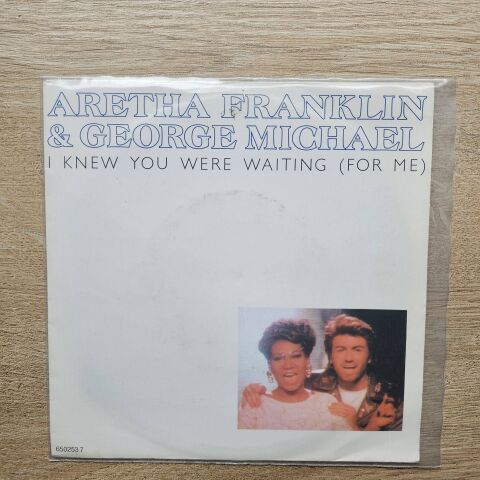 ARETHA FRANKLIN
& GEORGE MICHAEL
I KNEW YOU WERE WAITING (FOR ME)
650253 7